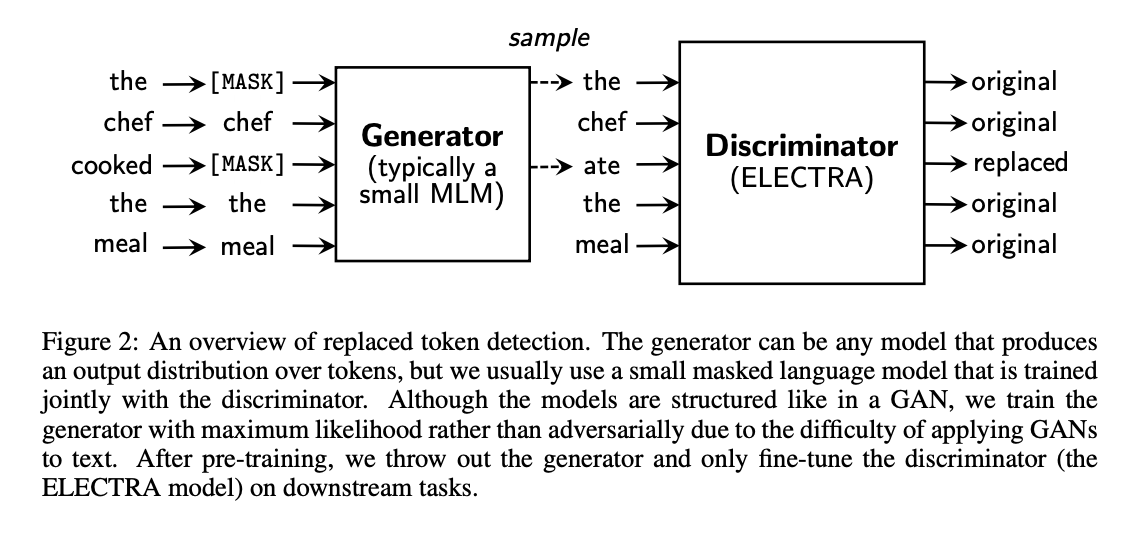 sample
the [MASK] the original
chef chef chef original
cooked [MASK] ate replaced
the the the original
meal meal meal original
Generator
(typically a
small MLM)
Discriminator
(ELECTRA)
Figure 2: An overview of replaced token detection. The generator can be any model that produces
an output distribution over tokens, but we usually use a small masked language model that is trained
jointly with the discriminator. Although the models are structured like in a GAN, we train the
generator with maximum likelihood rather than adversarially due to the difficulty of applying GANs
to text. After pre-training, we throw out the generator and only fine-tune the discriminator (the
ELECTRA model) on downstream tasks.